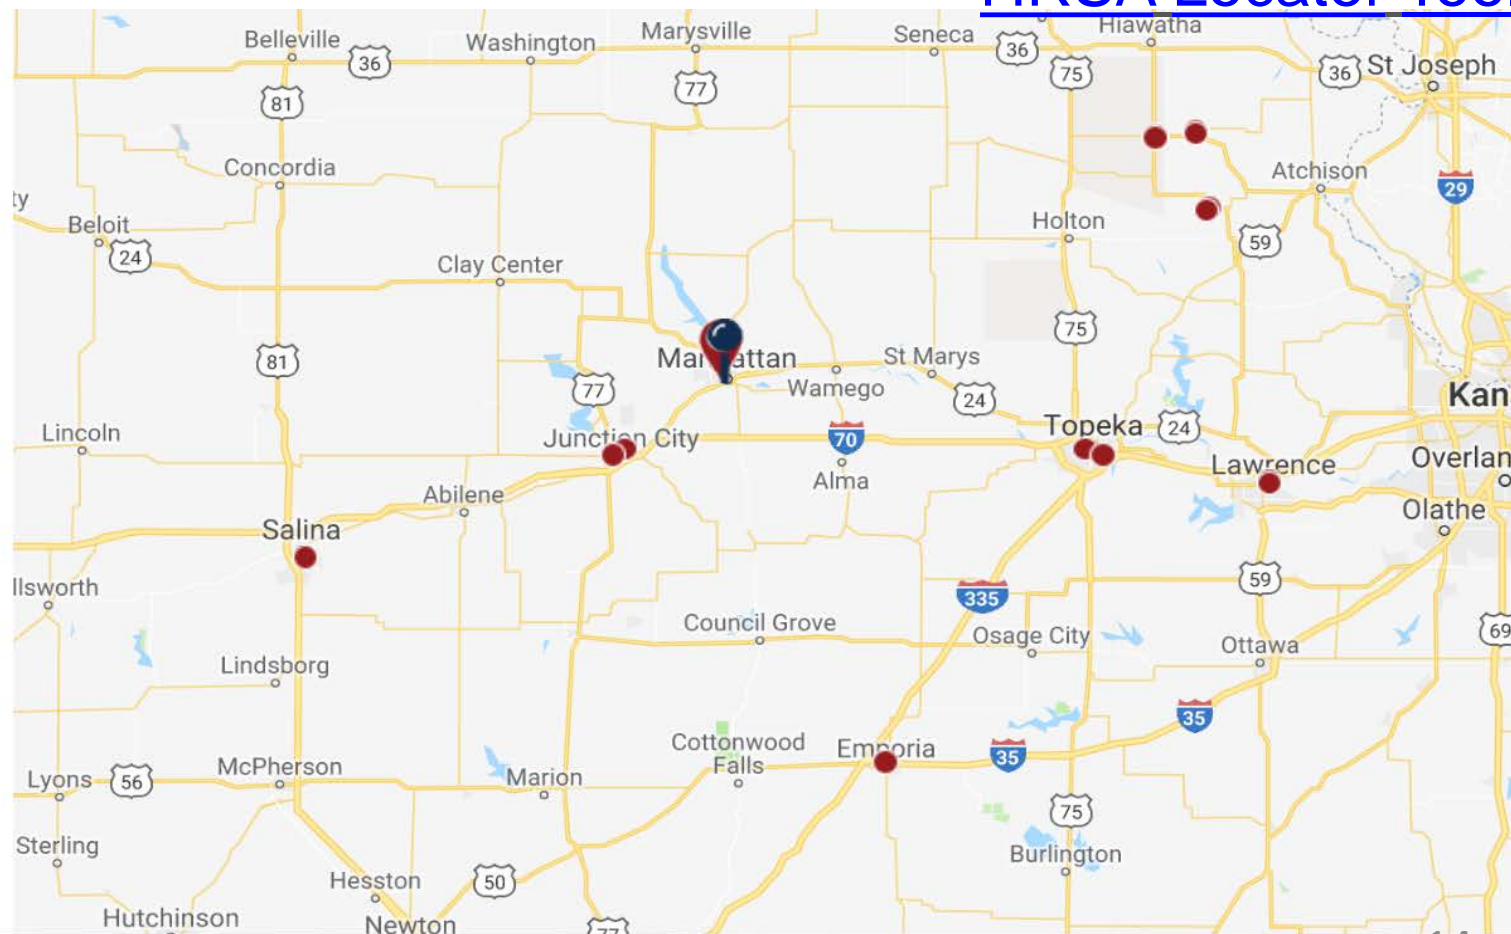 Hiawatha
Belleville
Washington
Marysville
Seneca
36
36
75
36
St Joseph
81
77
Concordia
Atchison
29
ty
Beloit
24
Holton
59
Clay Center
75
81
Manhattan
St Marys
77
Wamego
24
Kan
Lincoln
Junction City
70
Topeka
24
Alma
Lawrence
Overlan
Abilene
Olathe
Salina
llsworth
335
59
Council Grove
Osage City
Ottawa
69
Lindsborg
35
Cottonwood
Falls
Emporia
35
Lyons
56
McPherson
Marion
75
Sterling
Burlington
Hesston
50
Hutchinson
Newton
77